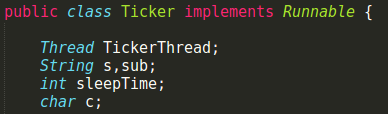 public class Ticker implements Runnable {
Thread TickerThread;
String s,sub;
int sleepTime;
char c;